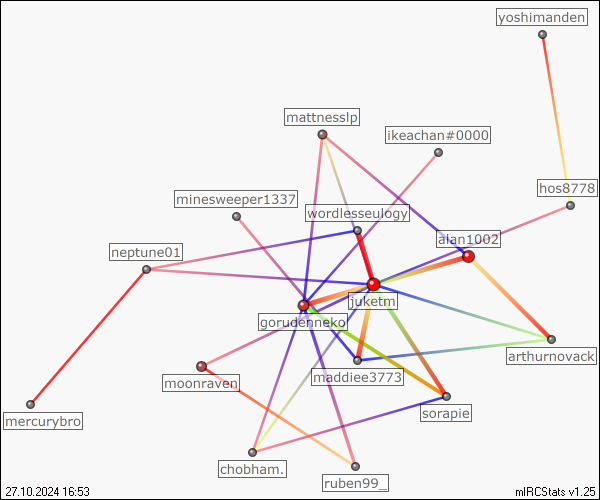 yoshimanden
mattnesslp
ikeachan#0000
hos8778
minesweeper1337
wordlesseulogy
alan1002
neptune01
juketm
gorudenneko
arthurnovack
maddiee3773
moonraven
sorapie
mercurybro
chobham.
ruben99_
27.10.2024 16:53
mIRCStats v1.25